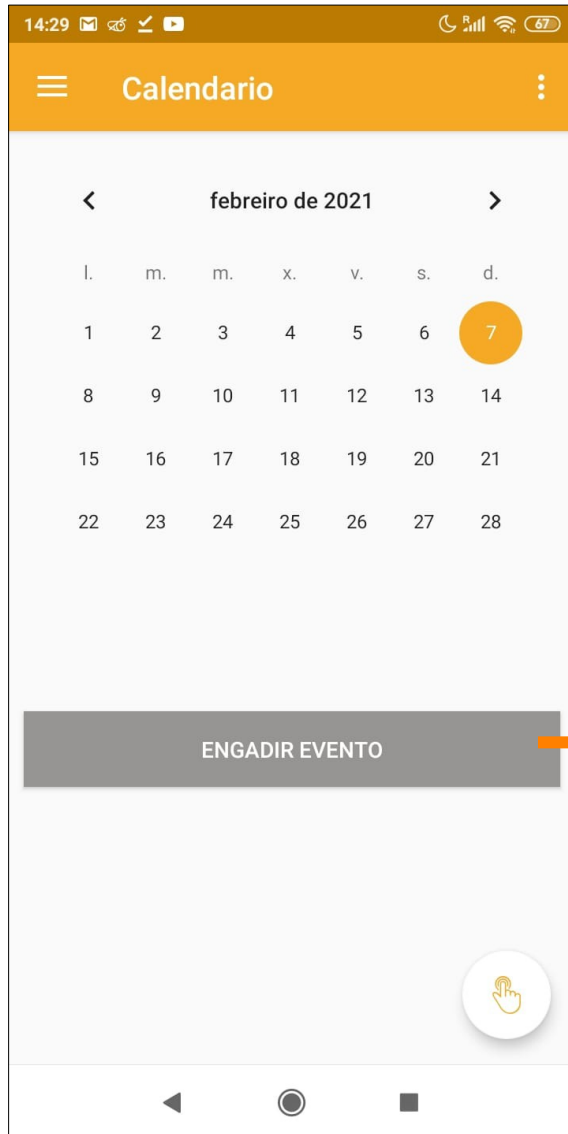 14:29 R 67
Calendario
febreiro de 2021
l. m. m. x. v. s. d.
1 2 3 4 5 6 7
8 9 10 11 12 13 14
15 16 17 18 19 20 21
22 23 24 25 26 27 28
ENGADIR EVENTO